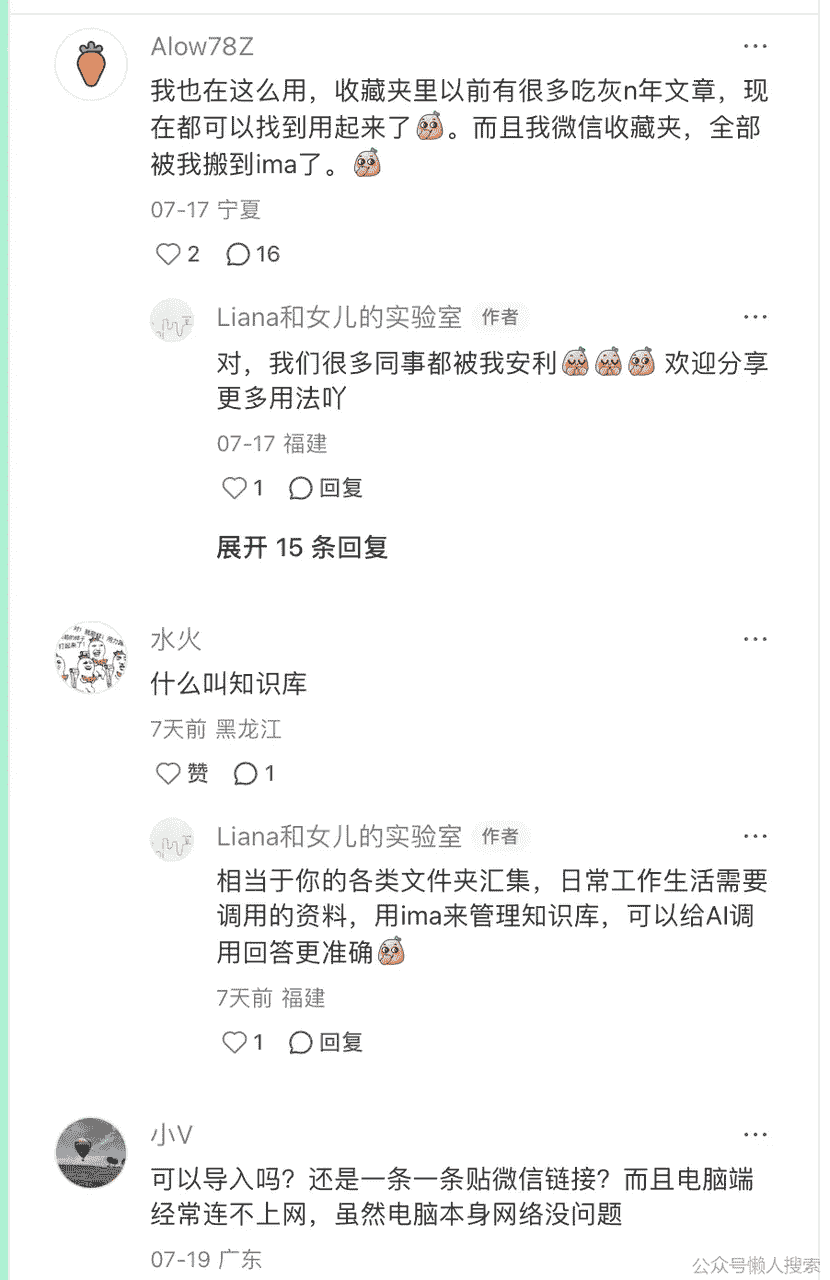 Alow78Z
我也在这么用，收藏夹里以前有很多吃灰n年文章，现
在都可以找到用起来了。而且我微信收藏夹，全部
被我搬到ima了。
07-17 宁夏
2 16
Liana和女儿的实验室 作者
对，我们很多同事都被我安利 欢迎分享
更多用法吖
07-17 福建
1 回复
展开 15 条回复
水火
什么叫知识库
7天前 黑龙江
赞 1
Liana和女儿的实验室 作者
相当于你的各类文件夹汇集，日常工作生活需要
调用的资料，用ima来管理知识库，可以给AI调
用回答更准确
7天前 福建
1 回复
小V
可以导入吗？还是一条一条贴微信链接？而且电脑端
经常连不上网，虽然电脑本身网络没问题
07-19 广东
公众号懒人搜索